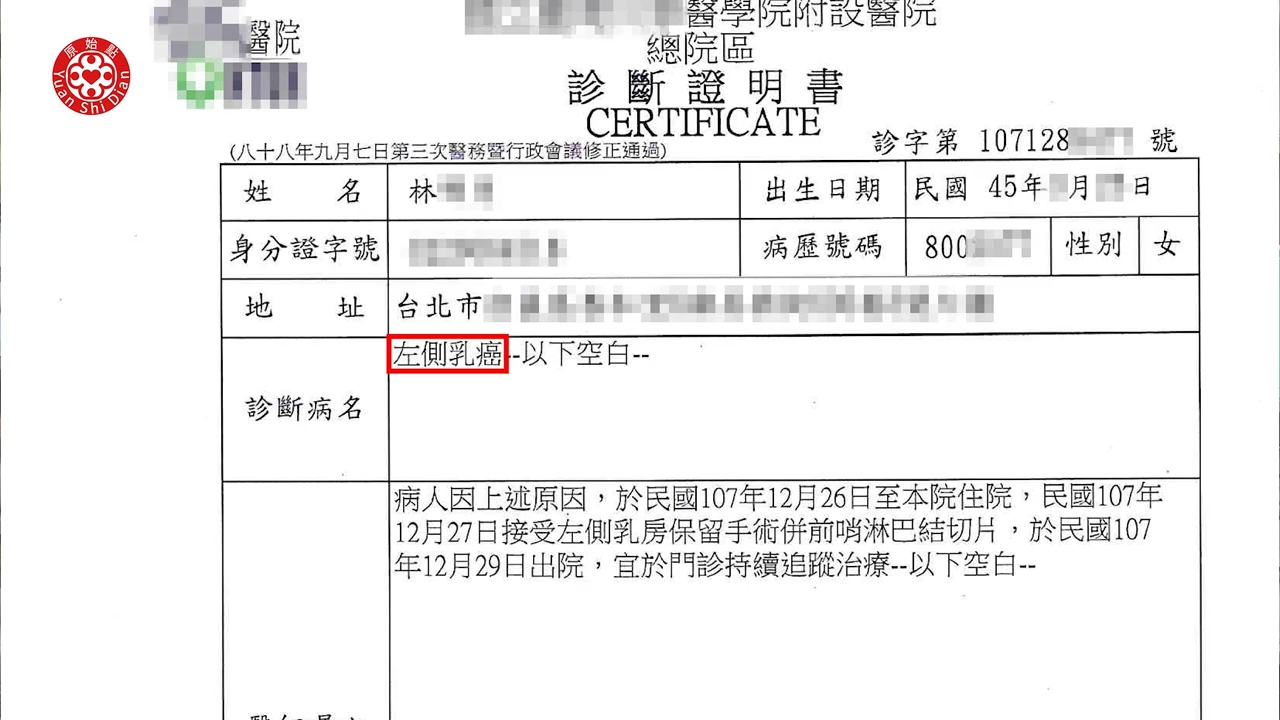 原始點
Yuan Shi Dian
醫院
醫學院附設醫院
總院區
診斷證明書
CERTIFICATE
(八十八年九月七日第三次醫務暨行政會議修正通過)
診字第 107128 號
姓名 林
出生日期 民國 45年 月 日
身分證字號
病歷號碼 800 性別 女
地址 台北市
診斷病名
左側乳癌--以下空白--
病人因上述原因，於民國107年12月26日至本院住院，民國107年
12月27日接受左側乳房保留手術併前哨淋巴結切片，於民國107
年12月29日出院，宜於門診持續追蹤治療--以下空白--